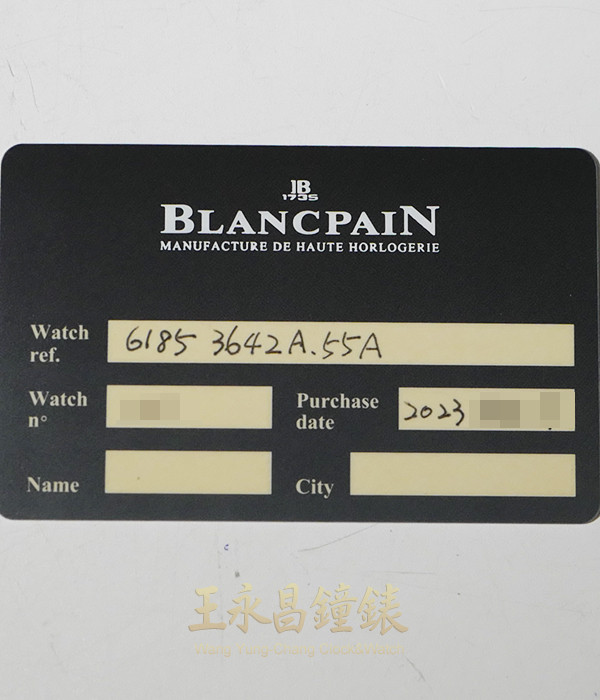 JB
1735
BLANCPAIN
MANUFACTURE DE HAUTE HORLOGERIE
Watch ref. 6185 3642A.55A
Watch n°
Purchase date 2023
Name
City
王永昌鐘錶